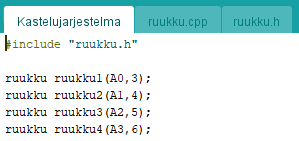 Kastelujarjestelma ruukku.cpp ruukku.h
#include "ruukku.h"
ruukku ruukku1(A0,3);
ruukku ruukku2(A1,4);
ruukku ruukku3(A2,5);
ruukku ruukku4(A3,6);